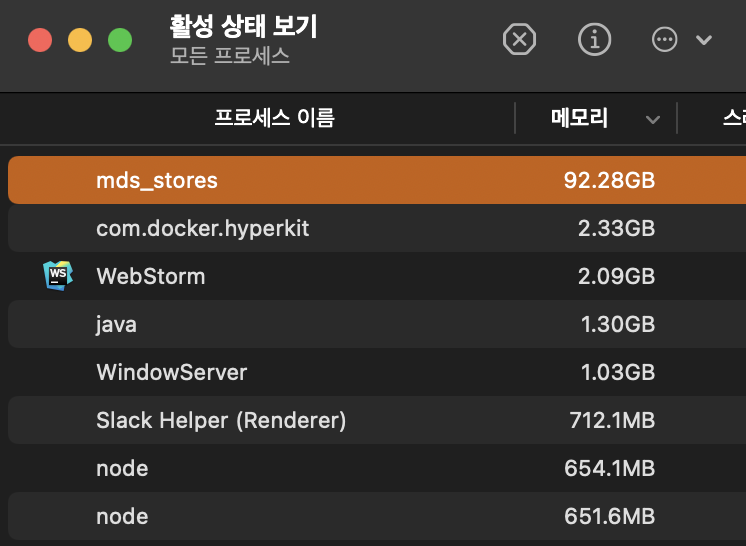 활성 상태 보기
모든 프로세스
프로세스 이름 메모리
mds_stores 92.28GB
com.docker.hyperkit 2.33GB
WS WebStorm 2.09GB
java 1.30GB
WindowServer 1.03GB
Slack Helper (Renderer) 712.1MB
node 654.1MB
node 651.6MB